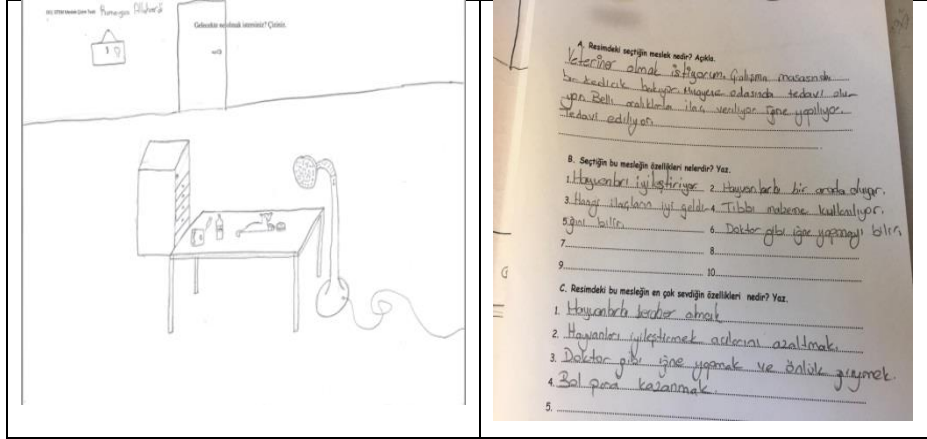 Gelecekte ne olmak istersiniz? Çiziniz.
A. Resimdeki seçtiğin meslek nedir? Açıkla.
Veteriner olmak istiyorum. Çalışma masasında
bir kedicik bakıyor. Muayene odasında tedavi olu-
yor. Belli aralıklarla ilaç veriliyor iğne yapılıyor.
Tedavi ediliyor.
B. Seçtiğin bu mesleğin özellikleri nelerdir? Yaz.
1. Hayvanları iyileştiriyor 2. Hayvanlarla bir arada oluyor.
3. Hangi ilaçların iyi geldi- 4. Tıbbi malzeme kullanılıyor.
5. ğini bilir. 6. Doktor gibi iğne yapmayı bilir.
7. 8.
9. 10.
C. Resimdeki bu mesleğin en çok sevdiğin özellikleri nedir? Yaz.
1. Hayvanlarla beraber olmak
2. Hayvanları iyileştirmek acılarını azaltmak.
3. Doktor gibi iğne yapmak ve önlük giymek.
4. Bol para kazanmak.
5.